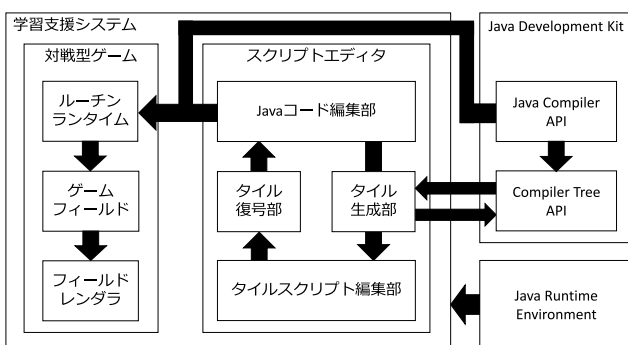 学習支援システム
対戦型ゲーム
ルーチン
ランタイム
ゲーム
フィールド
フィールド
レンダラ
スクリプトエディタ
Javaコード編集部
タイル
復号部
タイル
生成部
タイルスクリプト編集部
Java Development Kit
Java Compiler
API
Compiler Tree
API
Java Runtime
Environment